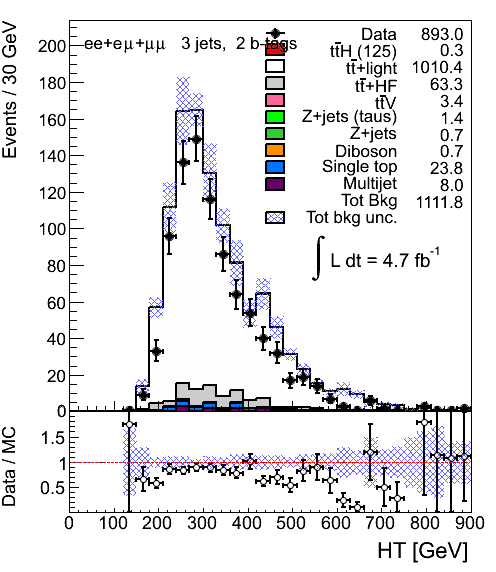 Events / 30 GeV
200
180
160
140
120
100
80
60
40
20
0
ee+eμ+μμ 3 jets, 2 b-tags
Data 893.0
tt̄H (125) 0.3
tt̄+light 1010.4
tt̄+HF 63.3
tt̄V 3.4
Z+jets (taus) 1.4
Z+jets 0.7
Diboson 0.7
Single top 23.8
Multijet 8.0
Tot Bkg 1111.8
Tot bkg unc.
∫ L dt = 4.7 fb⁻¹
Data / MC
1.5
1
0.5
0 100 200 300 400 500 600 700 800 900
HT [GeV]